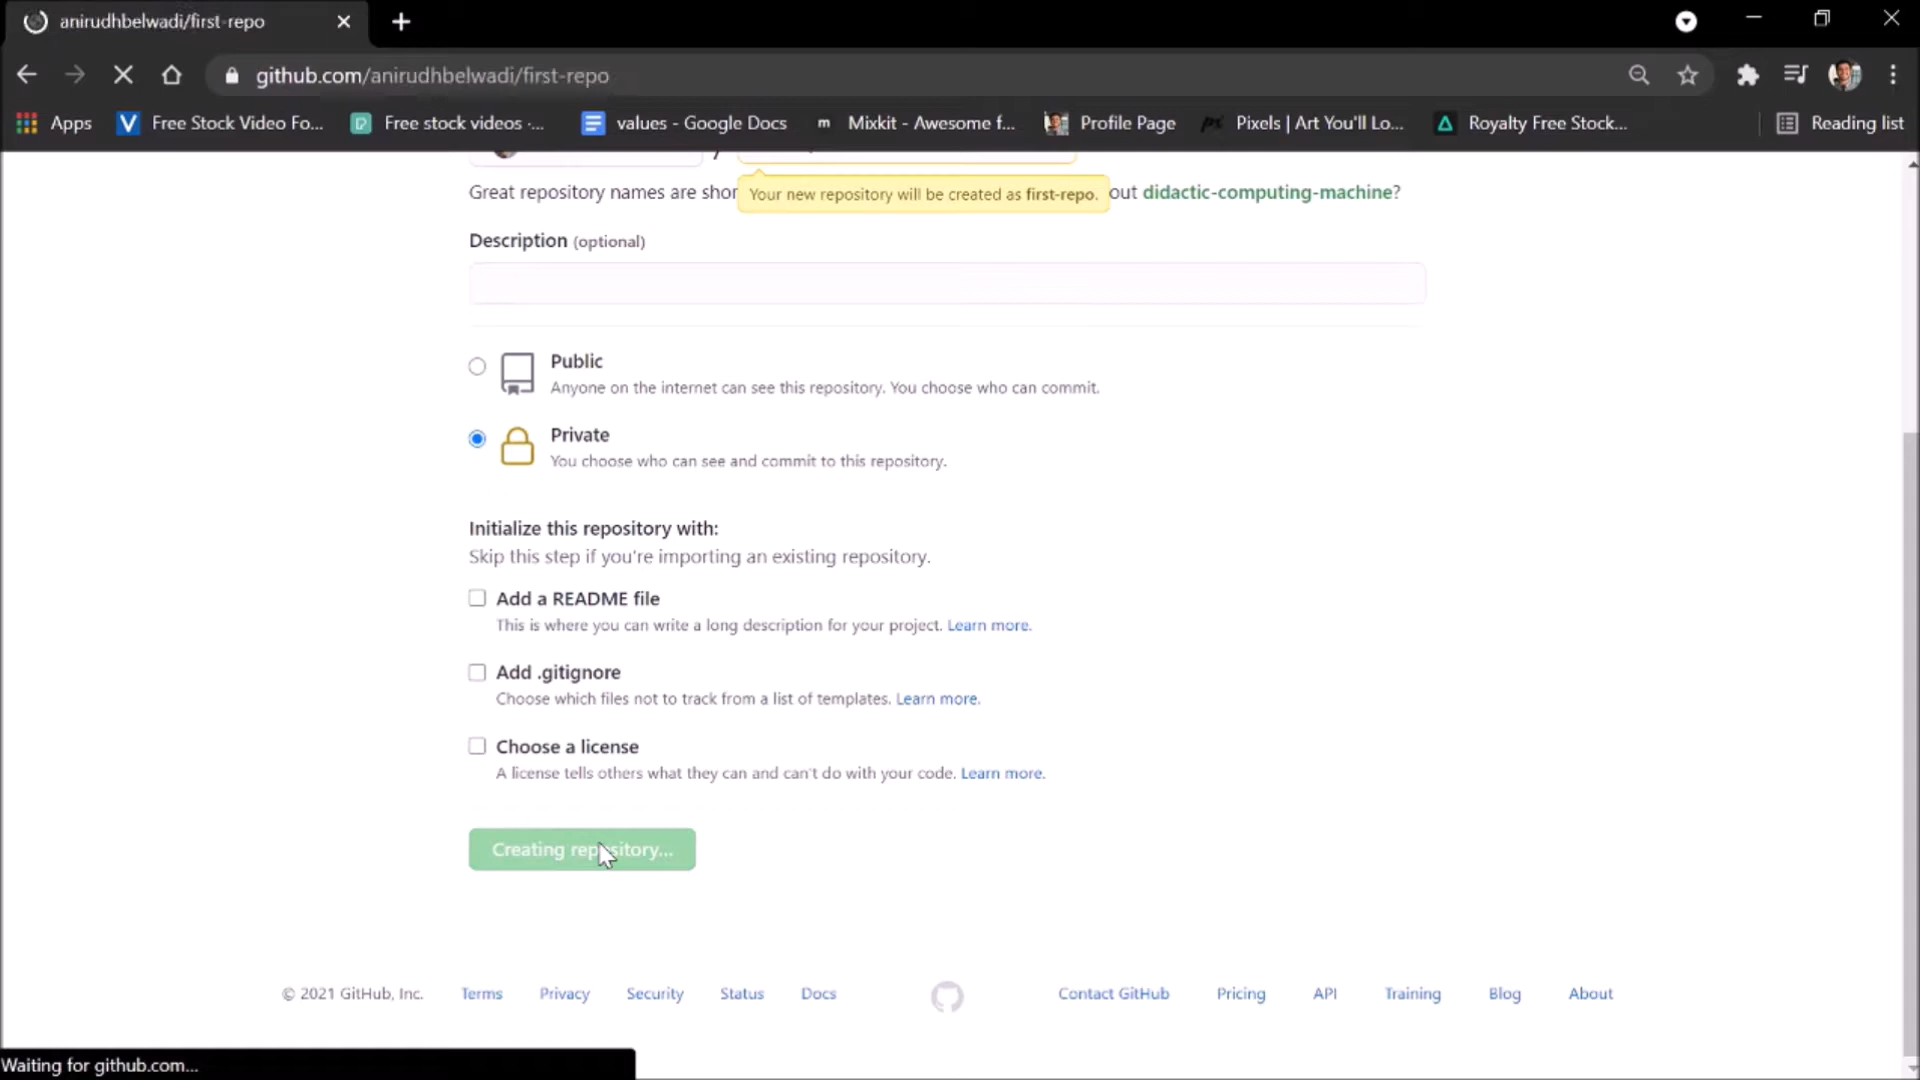 anirudhbelwadi/first-repo
github.com/anirudhbelwadi/first-repo
Apps
Free Stock Video Fo...
Free stock videos ·...
values - Google Docs
m Mixkit - Awesome f...
Profile Page
px Pixels | Art You'll Lo...
Royalty Free Stock...
Reading list
/
Great repository names are shor
Your new repository will be created as first-repo.
out didactic-computing-machine?
Description (optional)
Public
Anyone on the internet can see this repository. You choose who can commit.
Private
You choose who can see and commit to this repository.
Initialize this repository with:
Skip this step if you're importing an existing repository.
Add a README file
This is where you can write a long description for your project. Learn more.
Add .gitignore
Choose which files not to track from a list of templates. Learn more.
Choose a license
A license tells others what they can and can't do with your code. Learn more.
Creating repository...
© 2021 GitHub, Inc. Terms Privacy Security Status Docs Contact GitHub Pricing API Training Blog About
Waiting for github.com...